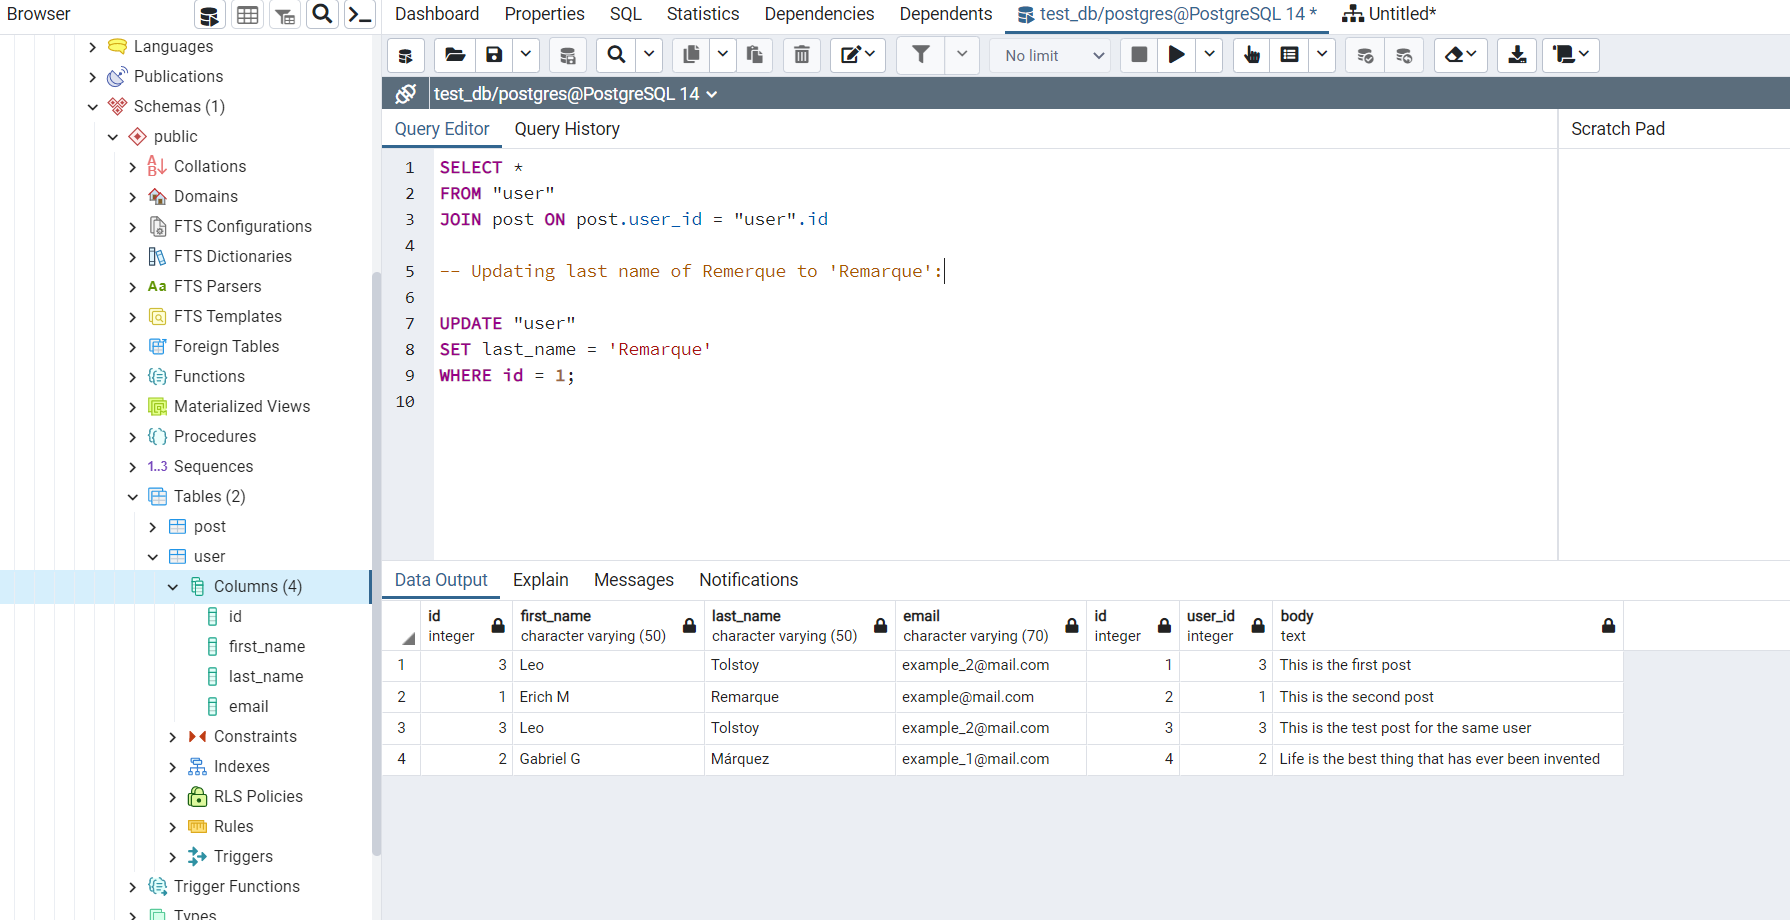 Browser
Dashboard Properties SQL Statistics Dependencies Dependents test_db/postgres@PostgreSQL 14 * Untitled*
No limit
test_db/postgres@PostgreSQL 14
Query Editor Query History
Scratch Pad
Languages
Publications
Schemas (1)
public
Collations
Domains
FTS Configurations
FTS Dictionaries
Aa FTS Parsers
FTS Templates
Foreign Tables
Functions
Materialized Views
Procedures
1..3 Sequences
Tables (2)
post
user
Columns (4)
id
first_name
last_name
email
Constraints
Indexes
RLS Policies
Rules
Triggers
Trigger Functions
Types
1 SELECT *
2 FROM "user"
3 JOIN post ON post.user_id = "user".id
4
5 -- Updating last name of Remerque to 'Remarque':
6
7 UPDATE "user"
8 SET last_name = 'Remarque'
9 WHERE id = 1;
10
Data Output Explain Messages Notifications
id first_name last_name email id user_id body
integer character varying (50) character varying (50) character varying (70) integer integer text
1 3 Leo Tolstoy example_2@mail.com 1 3 This is the first post
2 1 Erich M Remarque example@mail.com 2 1 This is the second post
3 3 Leo Tolstoy example_2@mail.com 3 3 This is the test post for the same user
4 2 Gabriel G Márquez example_1@mail.com 4 2 Life is the best thing that has ever been invented